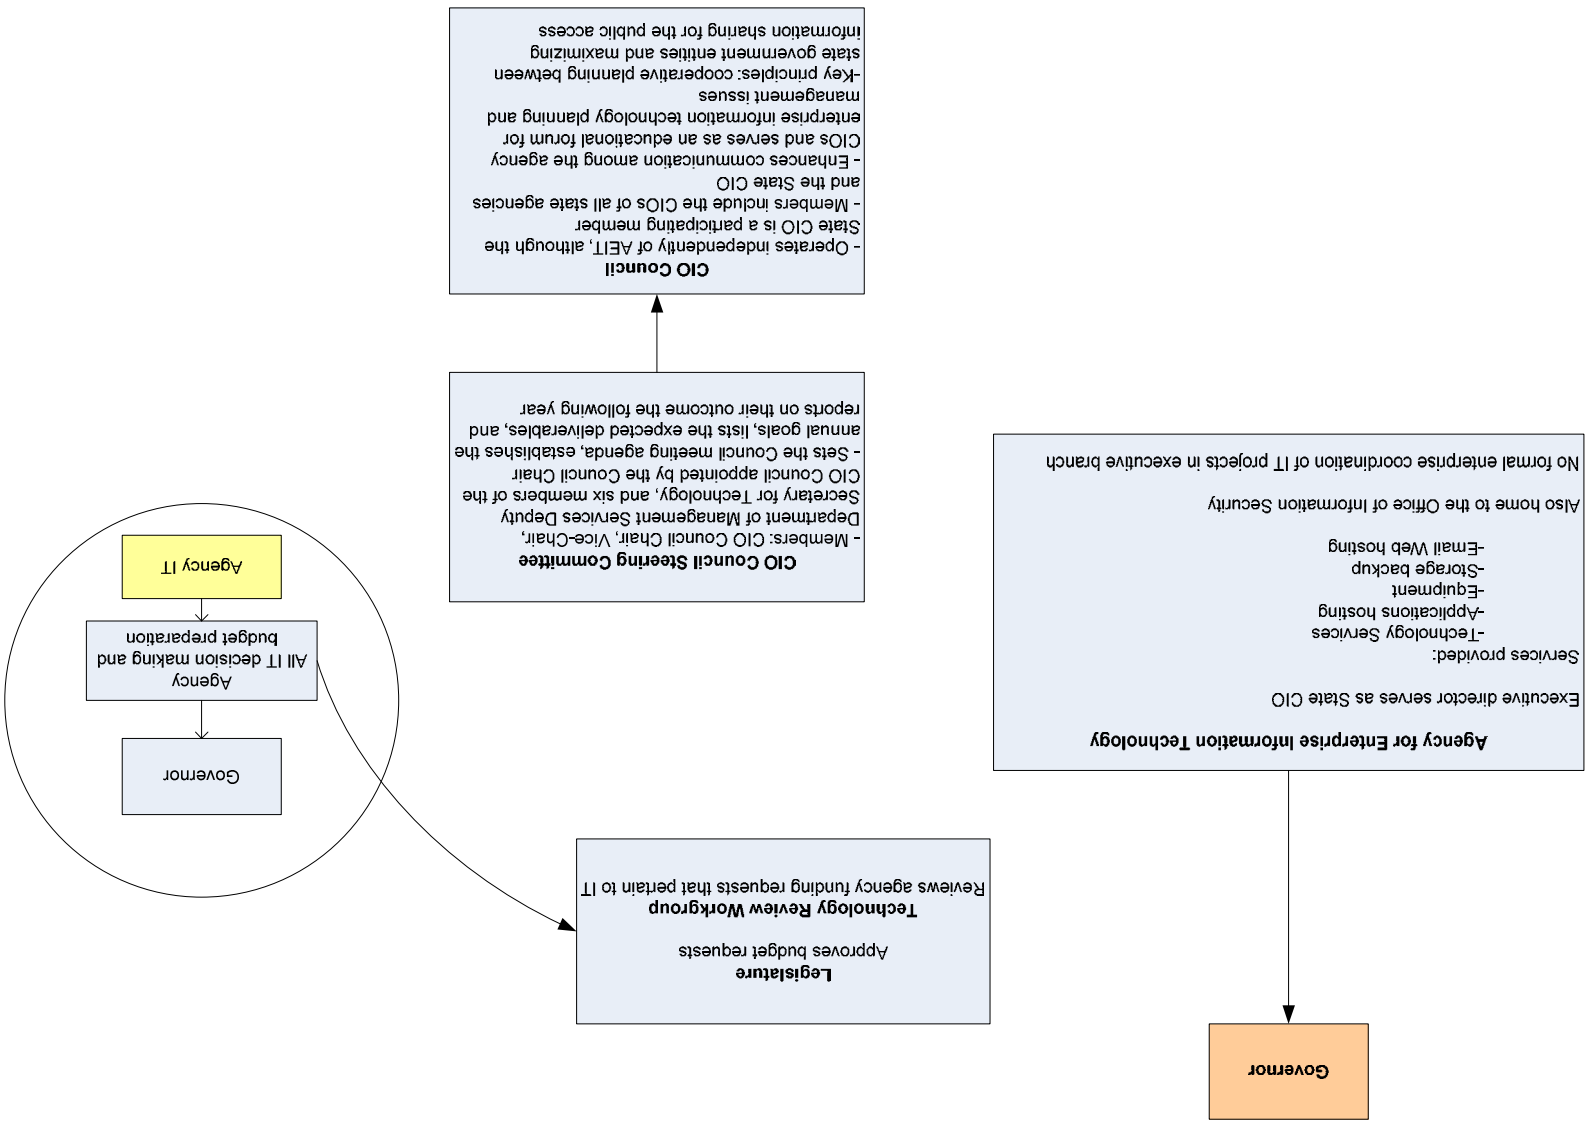 Governor
Agency for Enterprise Information Technology
Executive director serves as State CIO
Services provided:
-Technology Services
-Applications hosting
-Equipment
-Storage backup
-Email Web hosting
Also home to the Office of Information Security
No formal enterprise coordination of IT projects in executive branch
Legislature
Approves budget requests
Technology Review Workgroup
Reviews agency funding requests that pertain to IT
Governor
Agency
All IT decision making and
budget preparation
Agency IT
CIO Council Steering Committee
- Members: CIO Council Chair, Vice-Chair,
Department of Management Services Deputy
Secretary for Technology, and six members of the
CIO Council appointed by the Council Chair
- Sets the Council meeting agenda, establishes the
annual goals, lists the expected deliverables, and
reports on their outcome the following year
CIO Council
- Operates independently of AEIT, although the
State CIO is a participating member
- Members include the CIOs of all state agencies
and the State CIO
- Enhances communication among the agency
CIOs and serves as an educational forum for
enterprise information technology planning and
management issues
-Key principles: cooperative planning between
state government entities and maximizing
information sharing for the public access